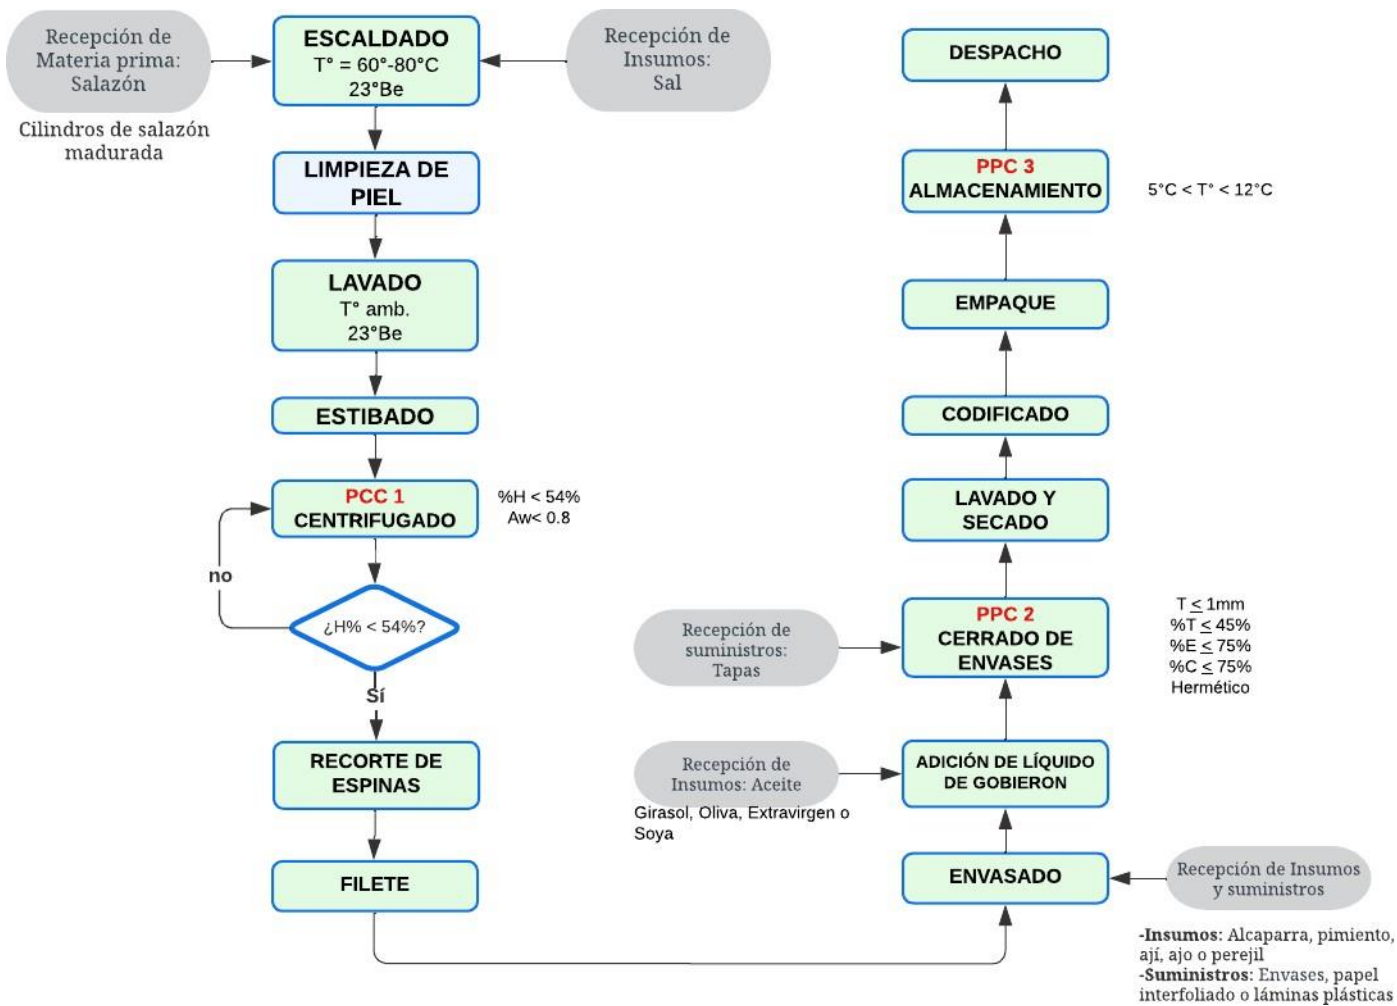 Recepción de
Materia prima:
Salazón
Cilindros de salazón
madurada
ESCALDADO
T° = 60°-80°C
23°Be
Recepción de
Insumos:
Sal
LIMPIEZA DE
PIEL
LAVADO
T° amb.
23°Be
ESTIBADO
PCC 1
CENTRIFUGADO
%H < 54%
Aw< 0.8
no
¿H% < 54%?
Sí
RECORTE DE
ESPINAS
FILETE
DESPACHO
PPC 3
ALMACENAMIENTO
5°C < T° < 12°C
EMPAQUE
CODIFICADO
LAVADO Y
SECADO
Recepción de
suministros:
Tapas
PPC 2
CERRADO DE
ENVASES
T ≤ 1mm
%T ≤ 45%
%E ≤ 75%
%C ≤ 75%
Hermético
Recepción de
Insumos: Aceite
Girasol, Oliva, Extravirgen o
Soya
ADICIÓN DE LÍQUIDO
DE GOBIERON
ENVASADO
Recepción de Insumos
y suministros
-Insumos: Alcaparra, pimiento,
ají, ajo o perejil
-Suministros: Envases, papel
interfoliado o láminas plásticas